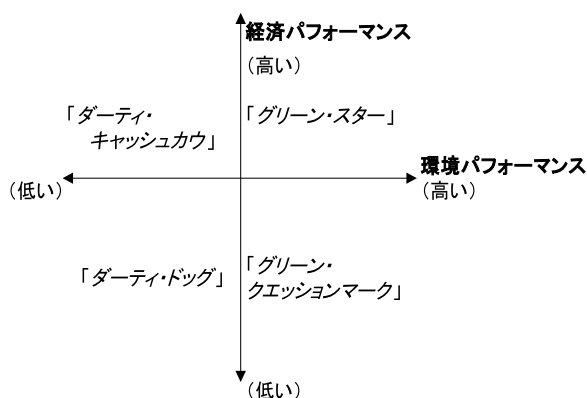 経済パフォーマンス
(高い)
「ダーティ・
キャッシュカウ」
「グリーン・スター」
環境パフォーマンス
(低い)
(高い)
「ダーティ・ドッグ」
「グリーン・
クエッションマーク」
(低い)